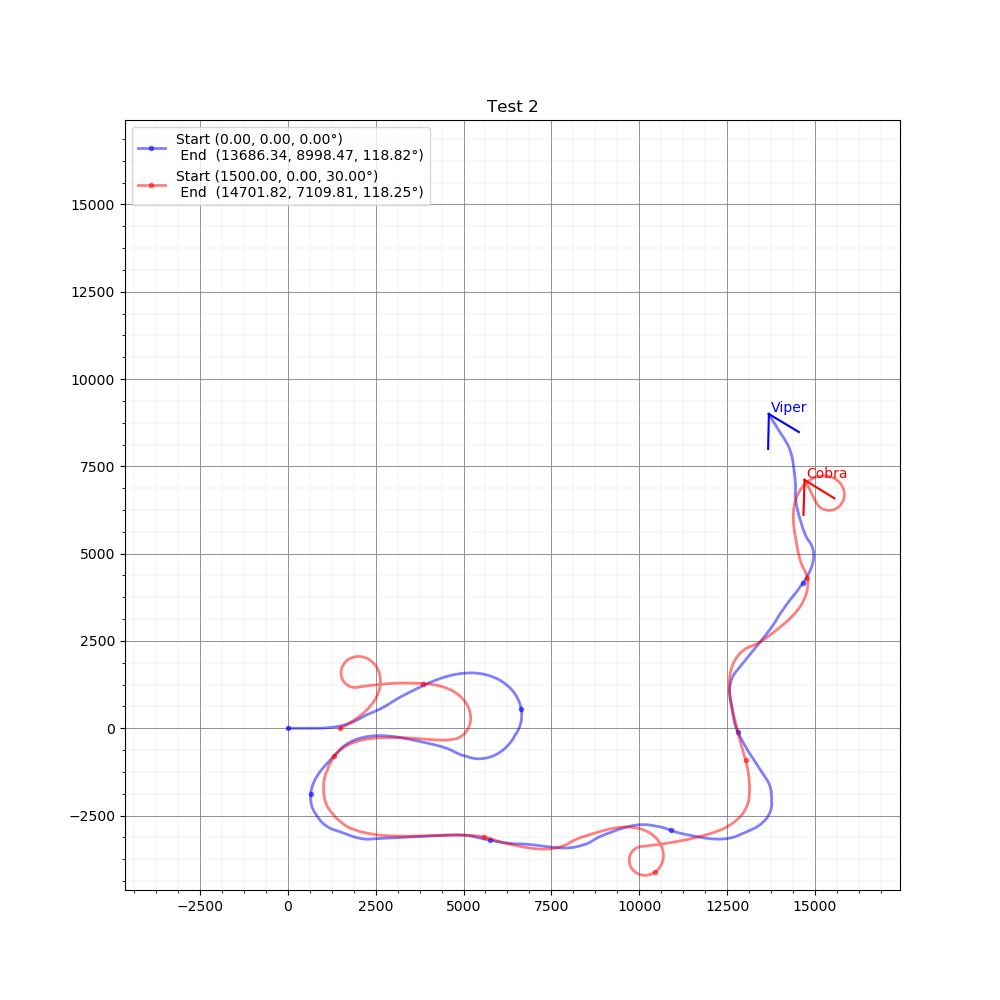 Test 2
Start (0.00, 0.00, 0.00°)
End (13686.34, 8998.47, 118.82°)
Start (1500.00, 0.00, 30.00°)
End (14701.82, 7109.81, 118.25°)
15000
12500
10000
7500
5000
2500
0
−2500
Viper
Cobra
−2500 0 2500 5000 7500 10000 12500 15000